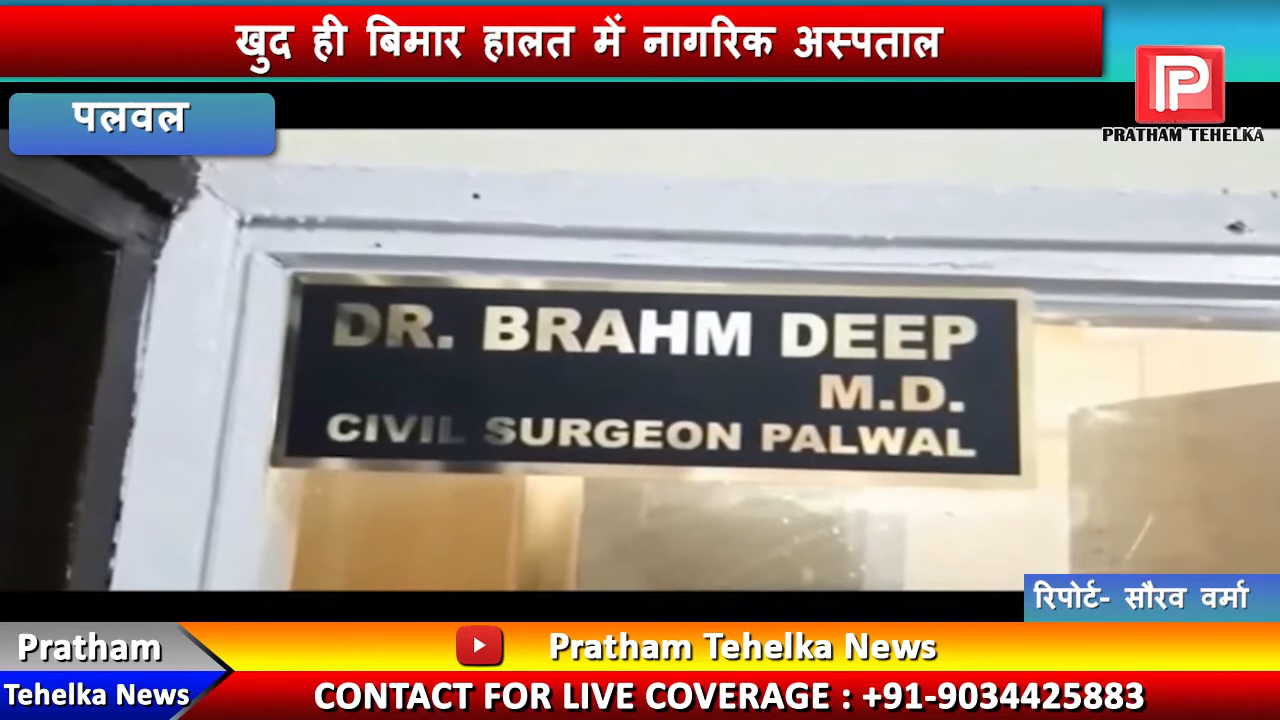 खुद ही बिमार हालत में नागरिक अस्पताल
पलवल
PRATHAM TEHELKA
DR. BRAHM DEEP
M.D.
CIVIL SURGEON PALWAL
रिपोर्ट- सौरव वर्मा
Pratham
Tehelka News
Pratham Tehelka News
CONTACT FOR LIVE COVERAGE : +91-9034425883